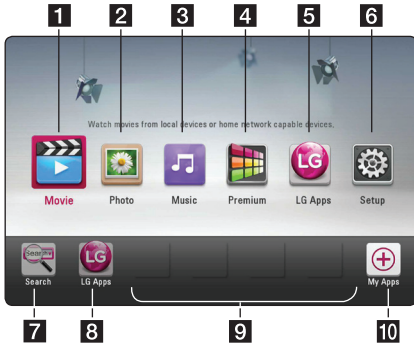 1 2 3 4 5 6
Watch movies from local devices or home network capable devices.
LG
Movie Photo Music Premium LG Apps Setup
Search LG
Search LG Apps My Apps
7 8 9 10